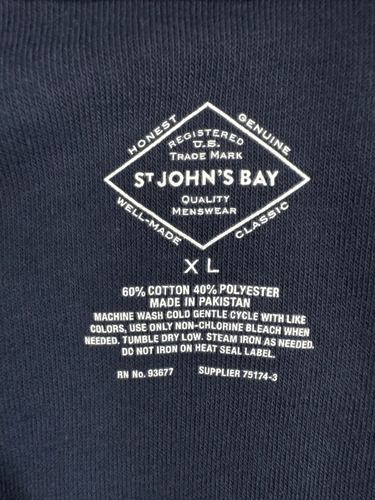 HONEST
GENUINE
REGISTERED
U.S.
TRADE MARK
ST JOHN'S BAY
QUALITY
MENSWEAR
WELL-MADE
CLASSIC
XL
60% COTTON 40% POLYESTER
MADE IN PAKISTAN
MACHINE WASH COLD GENTLE CYCLE WITH LIKE
COLORS, USE ONLY NON-CHLORINE BLEACH WHEN
NEEDED. TUMBLE DRY LOW. STEAM IRON AS NEEDED.
DO NOT IRON ON HEAT SEAL LABEL.
RN No. 93677 SUPPLIER 75174-3